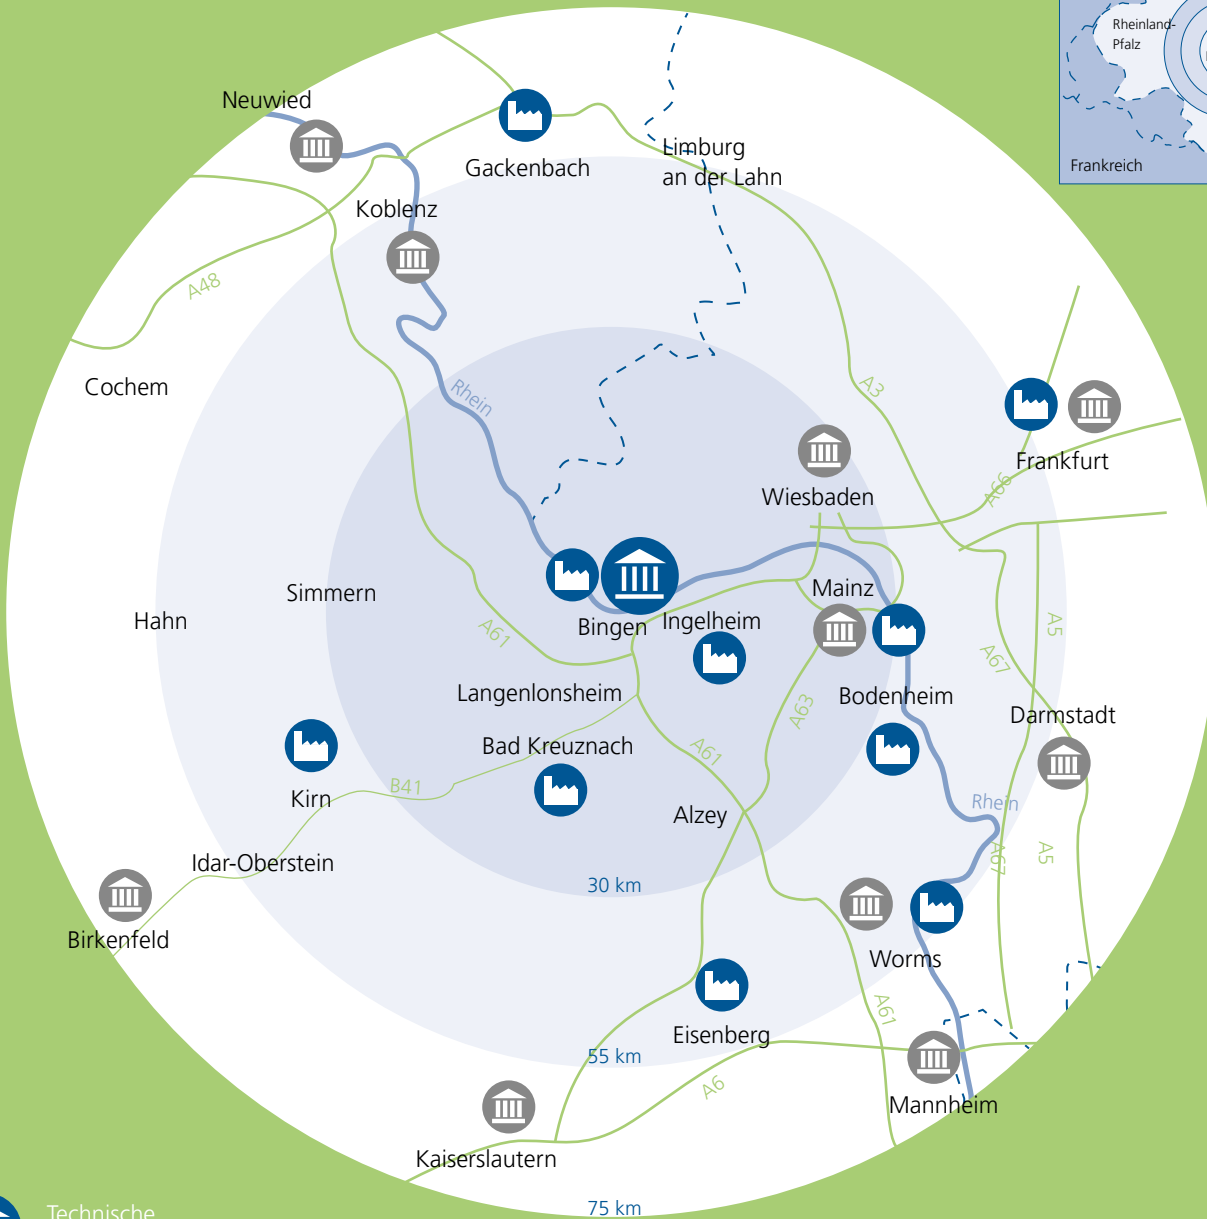 Rheinland-
Pfalz
Frankreich
Neuwied
Gackenbach
Limburg
an der Lahn
Koblenz
A48
Cochem
Rhein
A3
Frankfurt
A66
Wiesbaden
Simmern
Hahn
Mainz
Bingen
Ingelheim
A61
A5
A67
Langenlonsheim
Bodenheim
A63
Darmstadt
Bad Kreuznach
A61
B41
Kirn
Alzey
Rhein
Idar-Oberstein
A67
A5
30 km
Birkenfeld
Worms
A61
Eisenberg
55 km
A6
Mannheim
Kaiserslautern
75 km
Technische